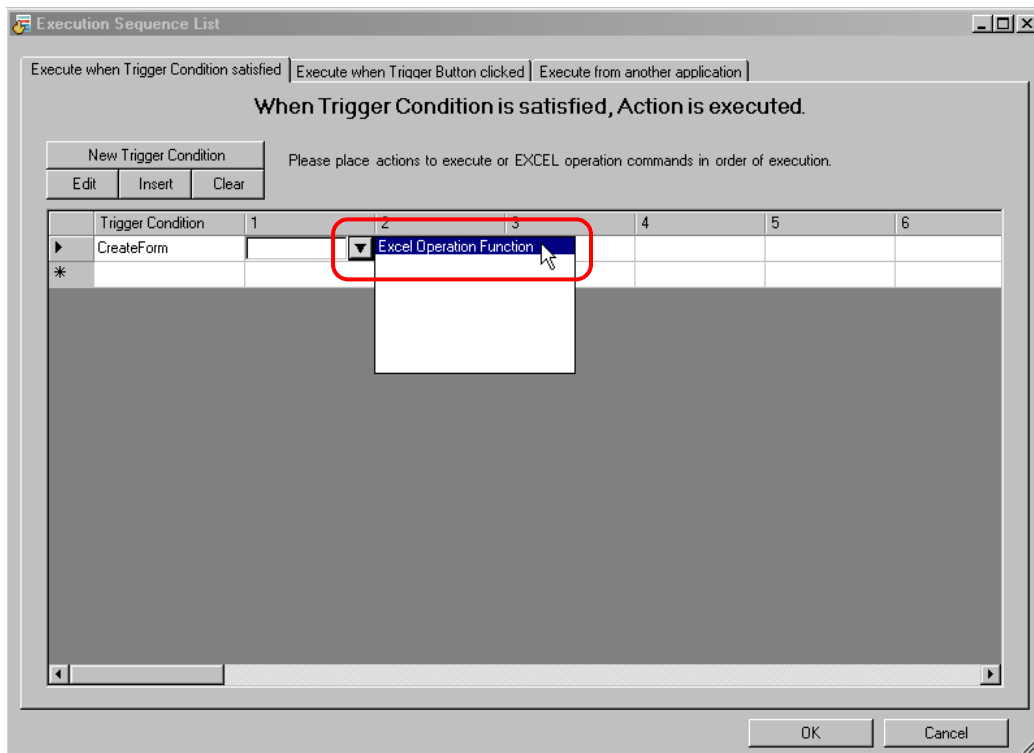 Execution Sequence List
Execute when Trigger Condition satisfied Execute when Trigger Button clicked Execute from another application
When Trigger Condition is satisfied, Action is executed.
New Trigger Condition
Please place actions to execute or EXCEL operation commands in order of execution.
Edit Insert Clear
Trigger Condition 1 2 3 4 5 6
CreateForm Excel Operation Function
OK Cancel